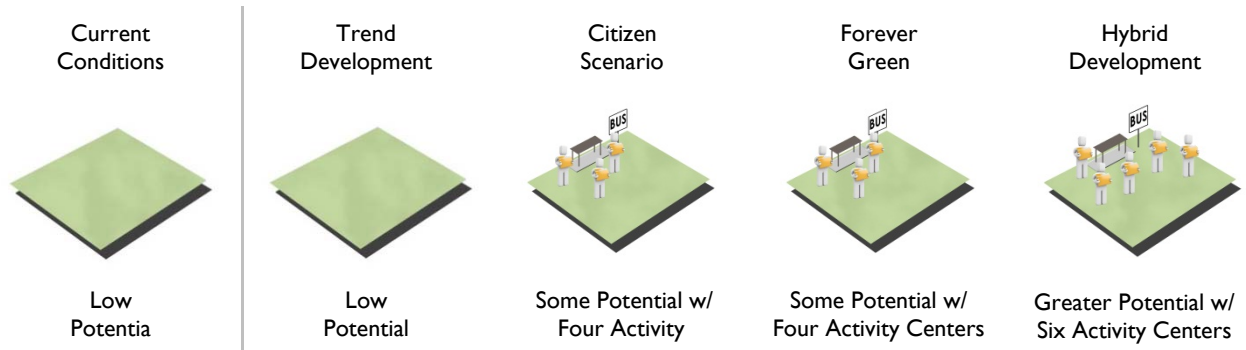 Current
Conditions
Trend
Development
Citizen
Scenario
Forever
Green
Hybrid
Development
BUS
BUS
BUS
Low
Potentia
Low
Potential
Some Potential w/
Four Activity
Some Potential w/
Four Activity Centers
Greater Potential w/
Six Activity Centers